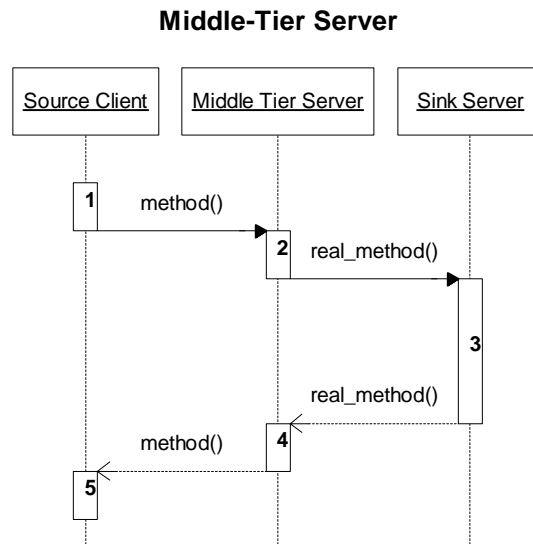 Middle-Tier Server
Source Client
Middle Tier Server
Sink Server
1
method()
2
real_method()
3
real_method()
method()
4
5